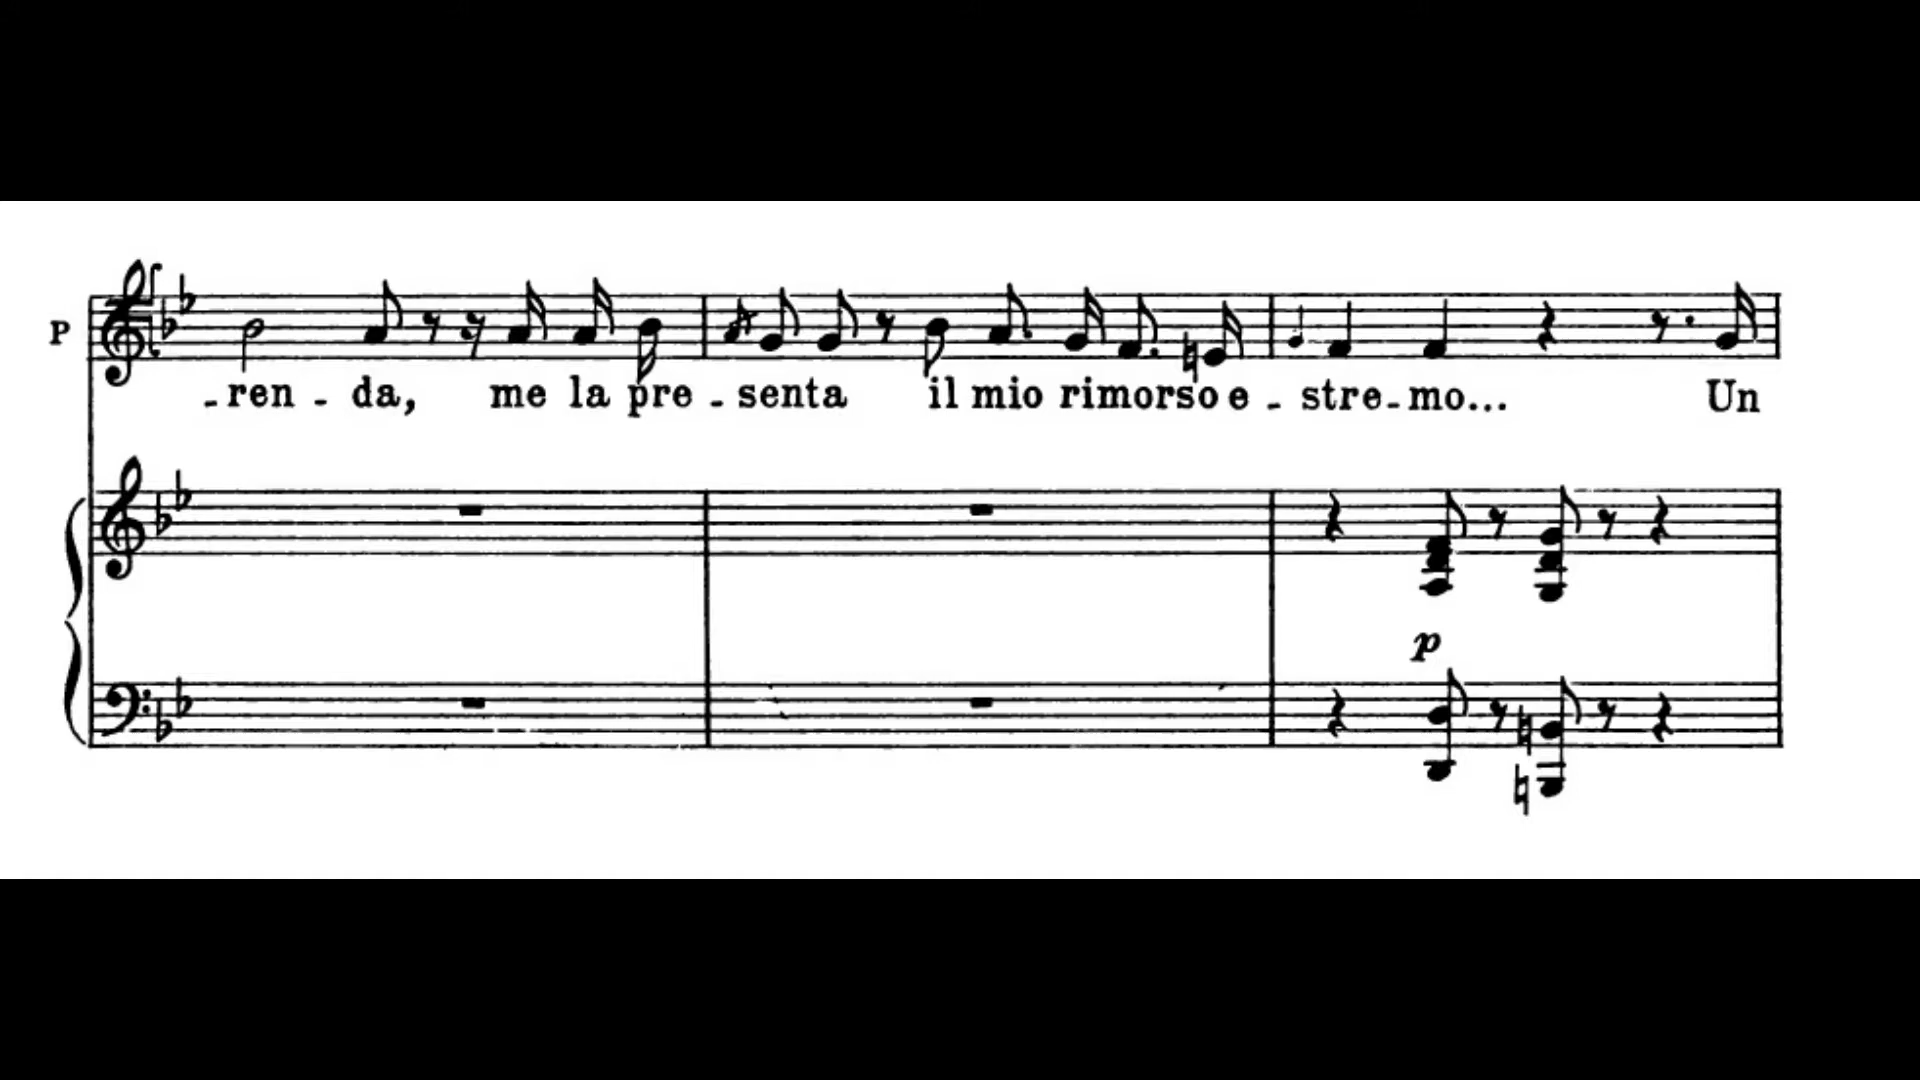 P
-ren-da, me la pre-senta il mio rimorso e-stre-mo... Un
p